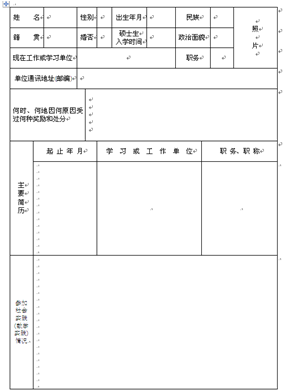 姓 名 性别 出生年月 民族 照片
籍 贯 婚否 硕士生入学时间 政治面貌
现在工作或学习单位 职务
单位通讯地址(邮编)
何时、何地因何原因受过何种奖励和处分
主要简历 起 止 年 月 学 习 或 工 作 单 位 职 务、职 称
情况